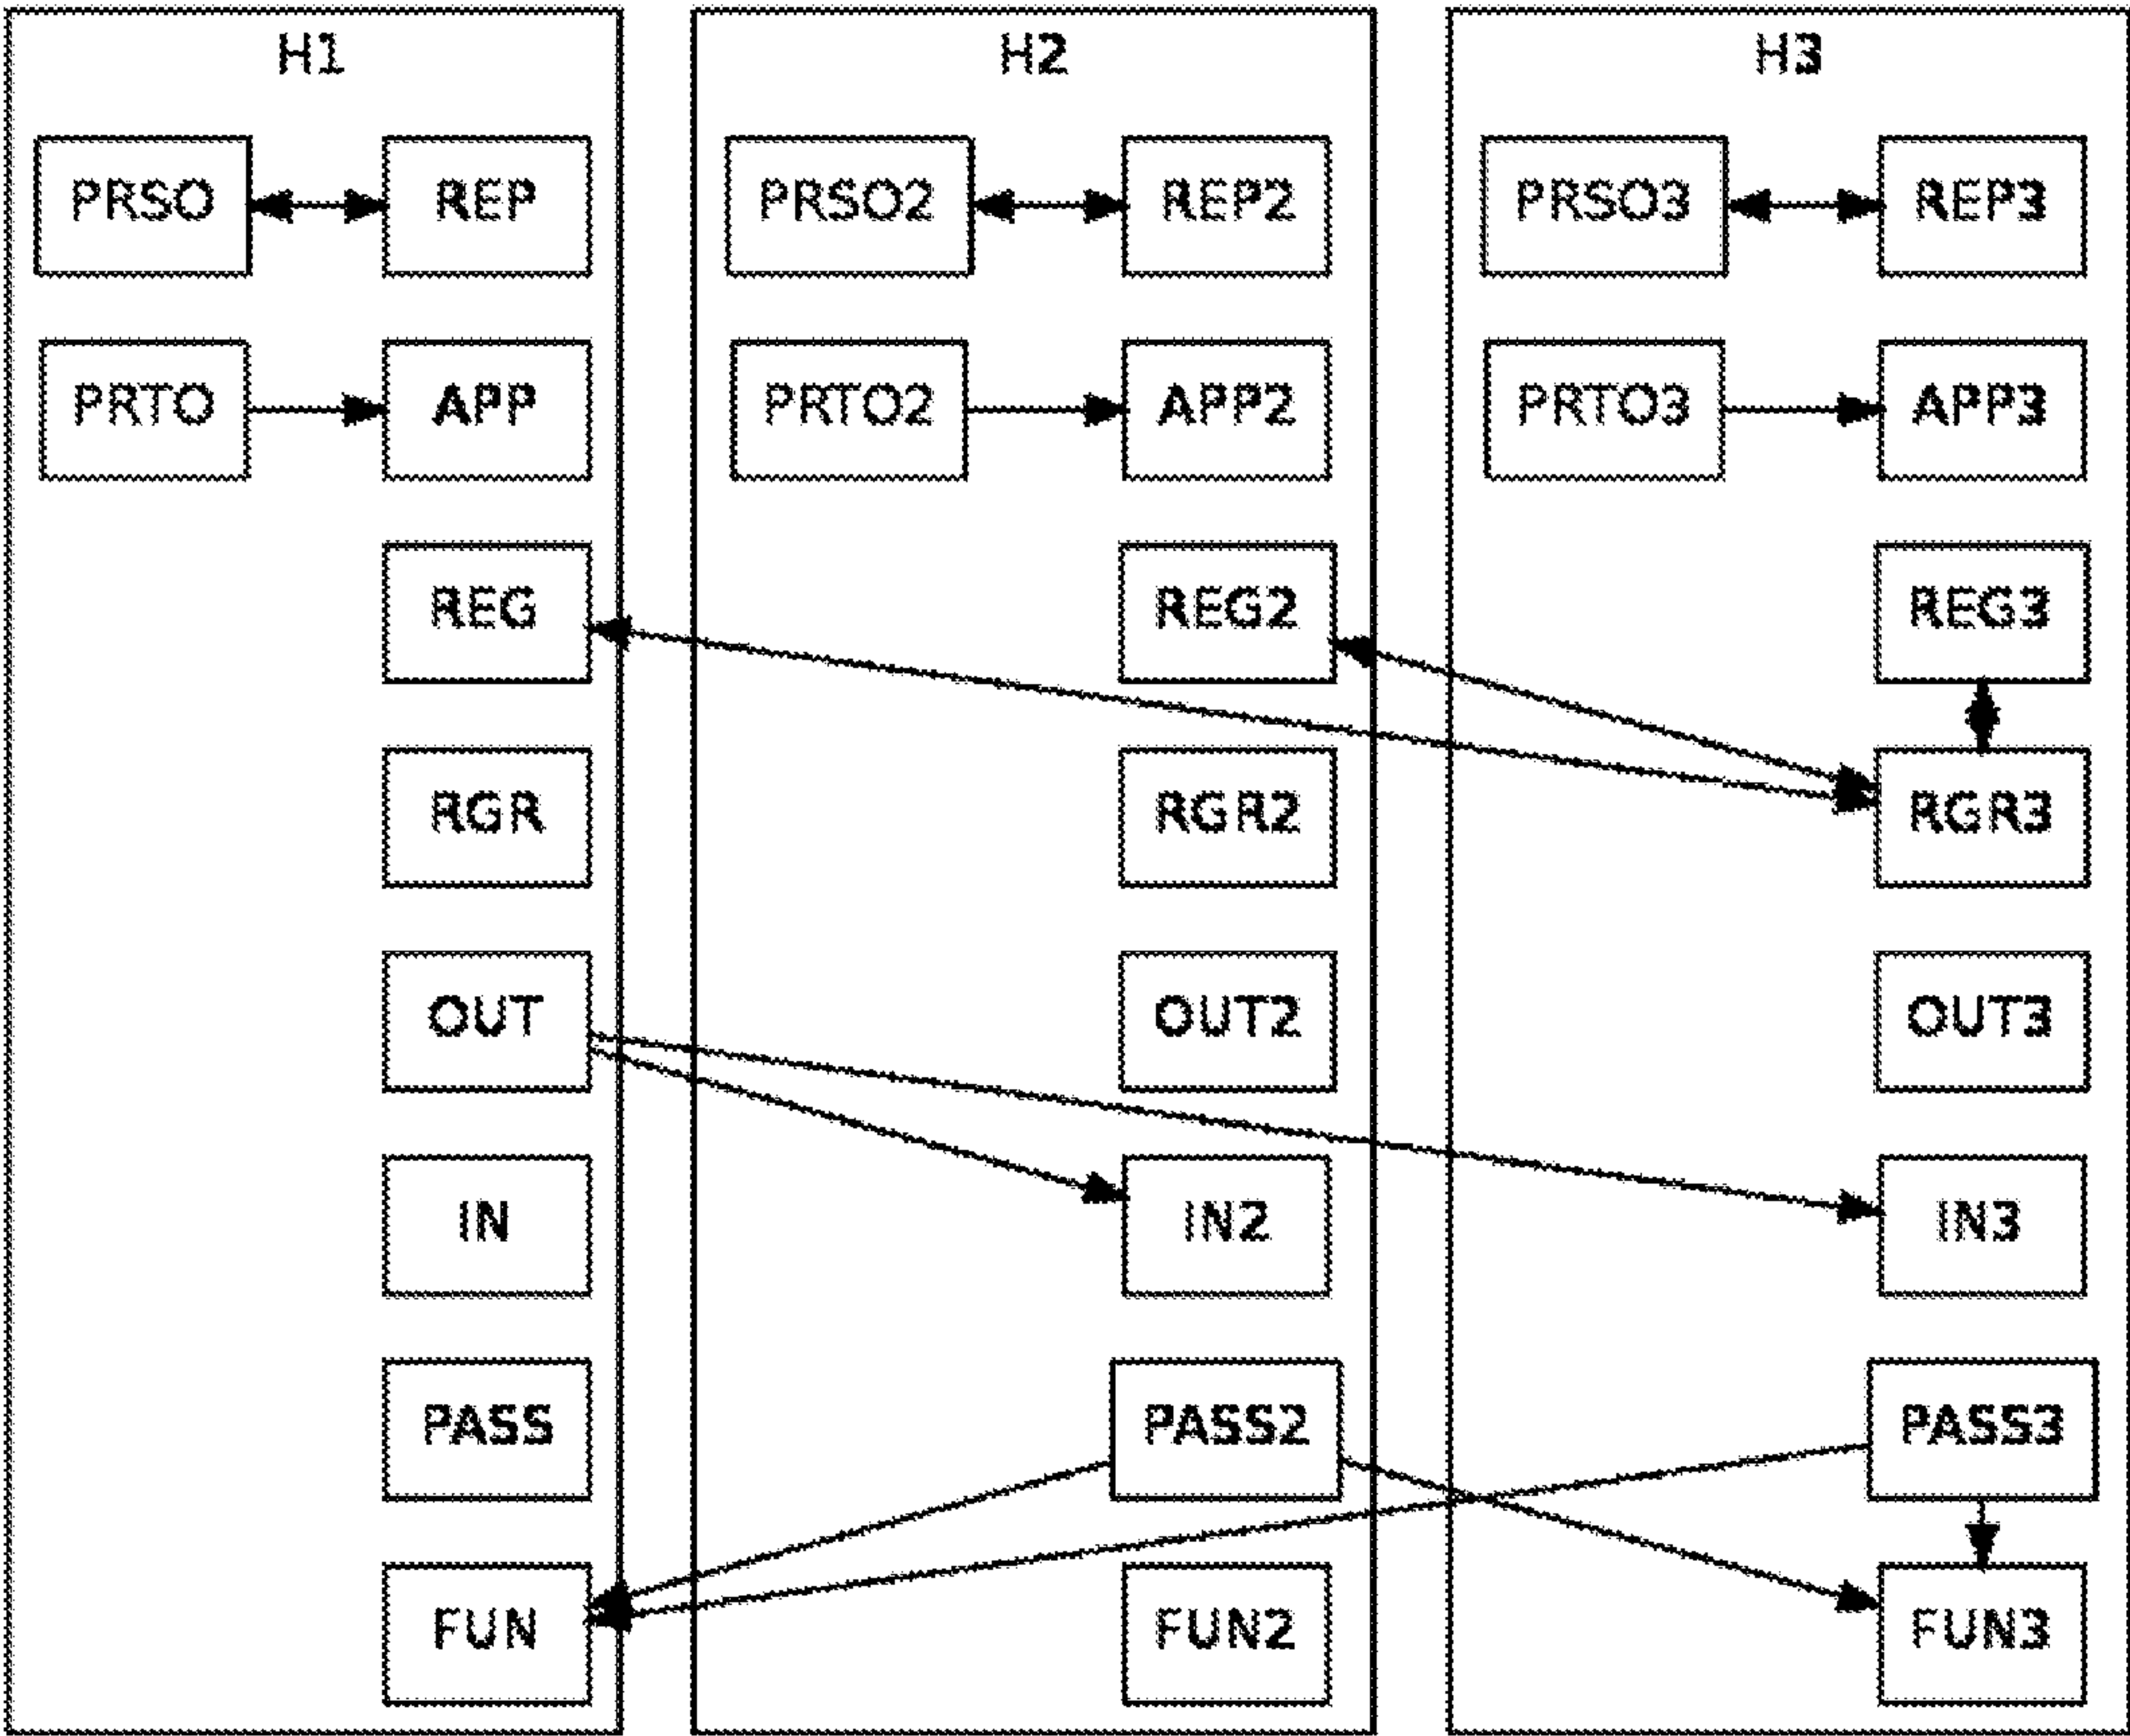 H1
PRSO
REP
PRTO
APP
REG
RGR
OUT
IN
PASS
FUN
H2
PRSO2
REP2
PRTO2
APP2
REG2
RGR2
OUT2
IN2
PASS2
FUN2
H3
PRSO3
REP3
PRTO3
APP3
REG3
RGR3
OUT3
IN3
PASS3
FUN3